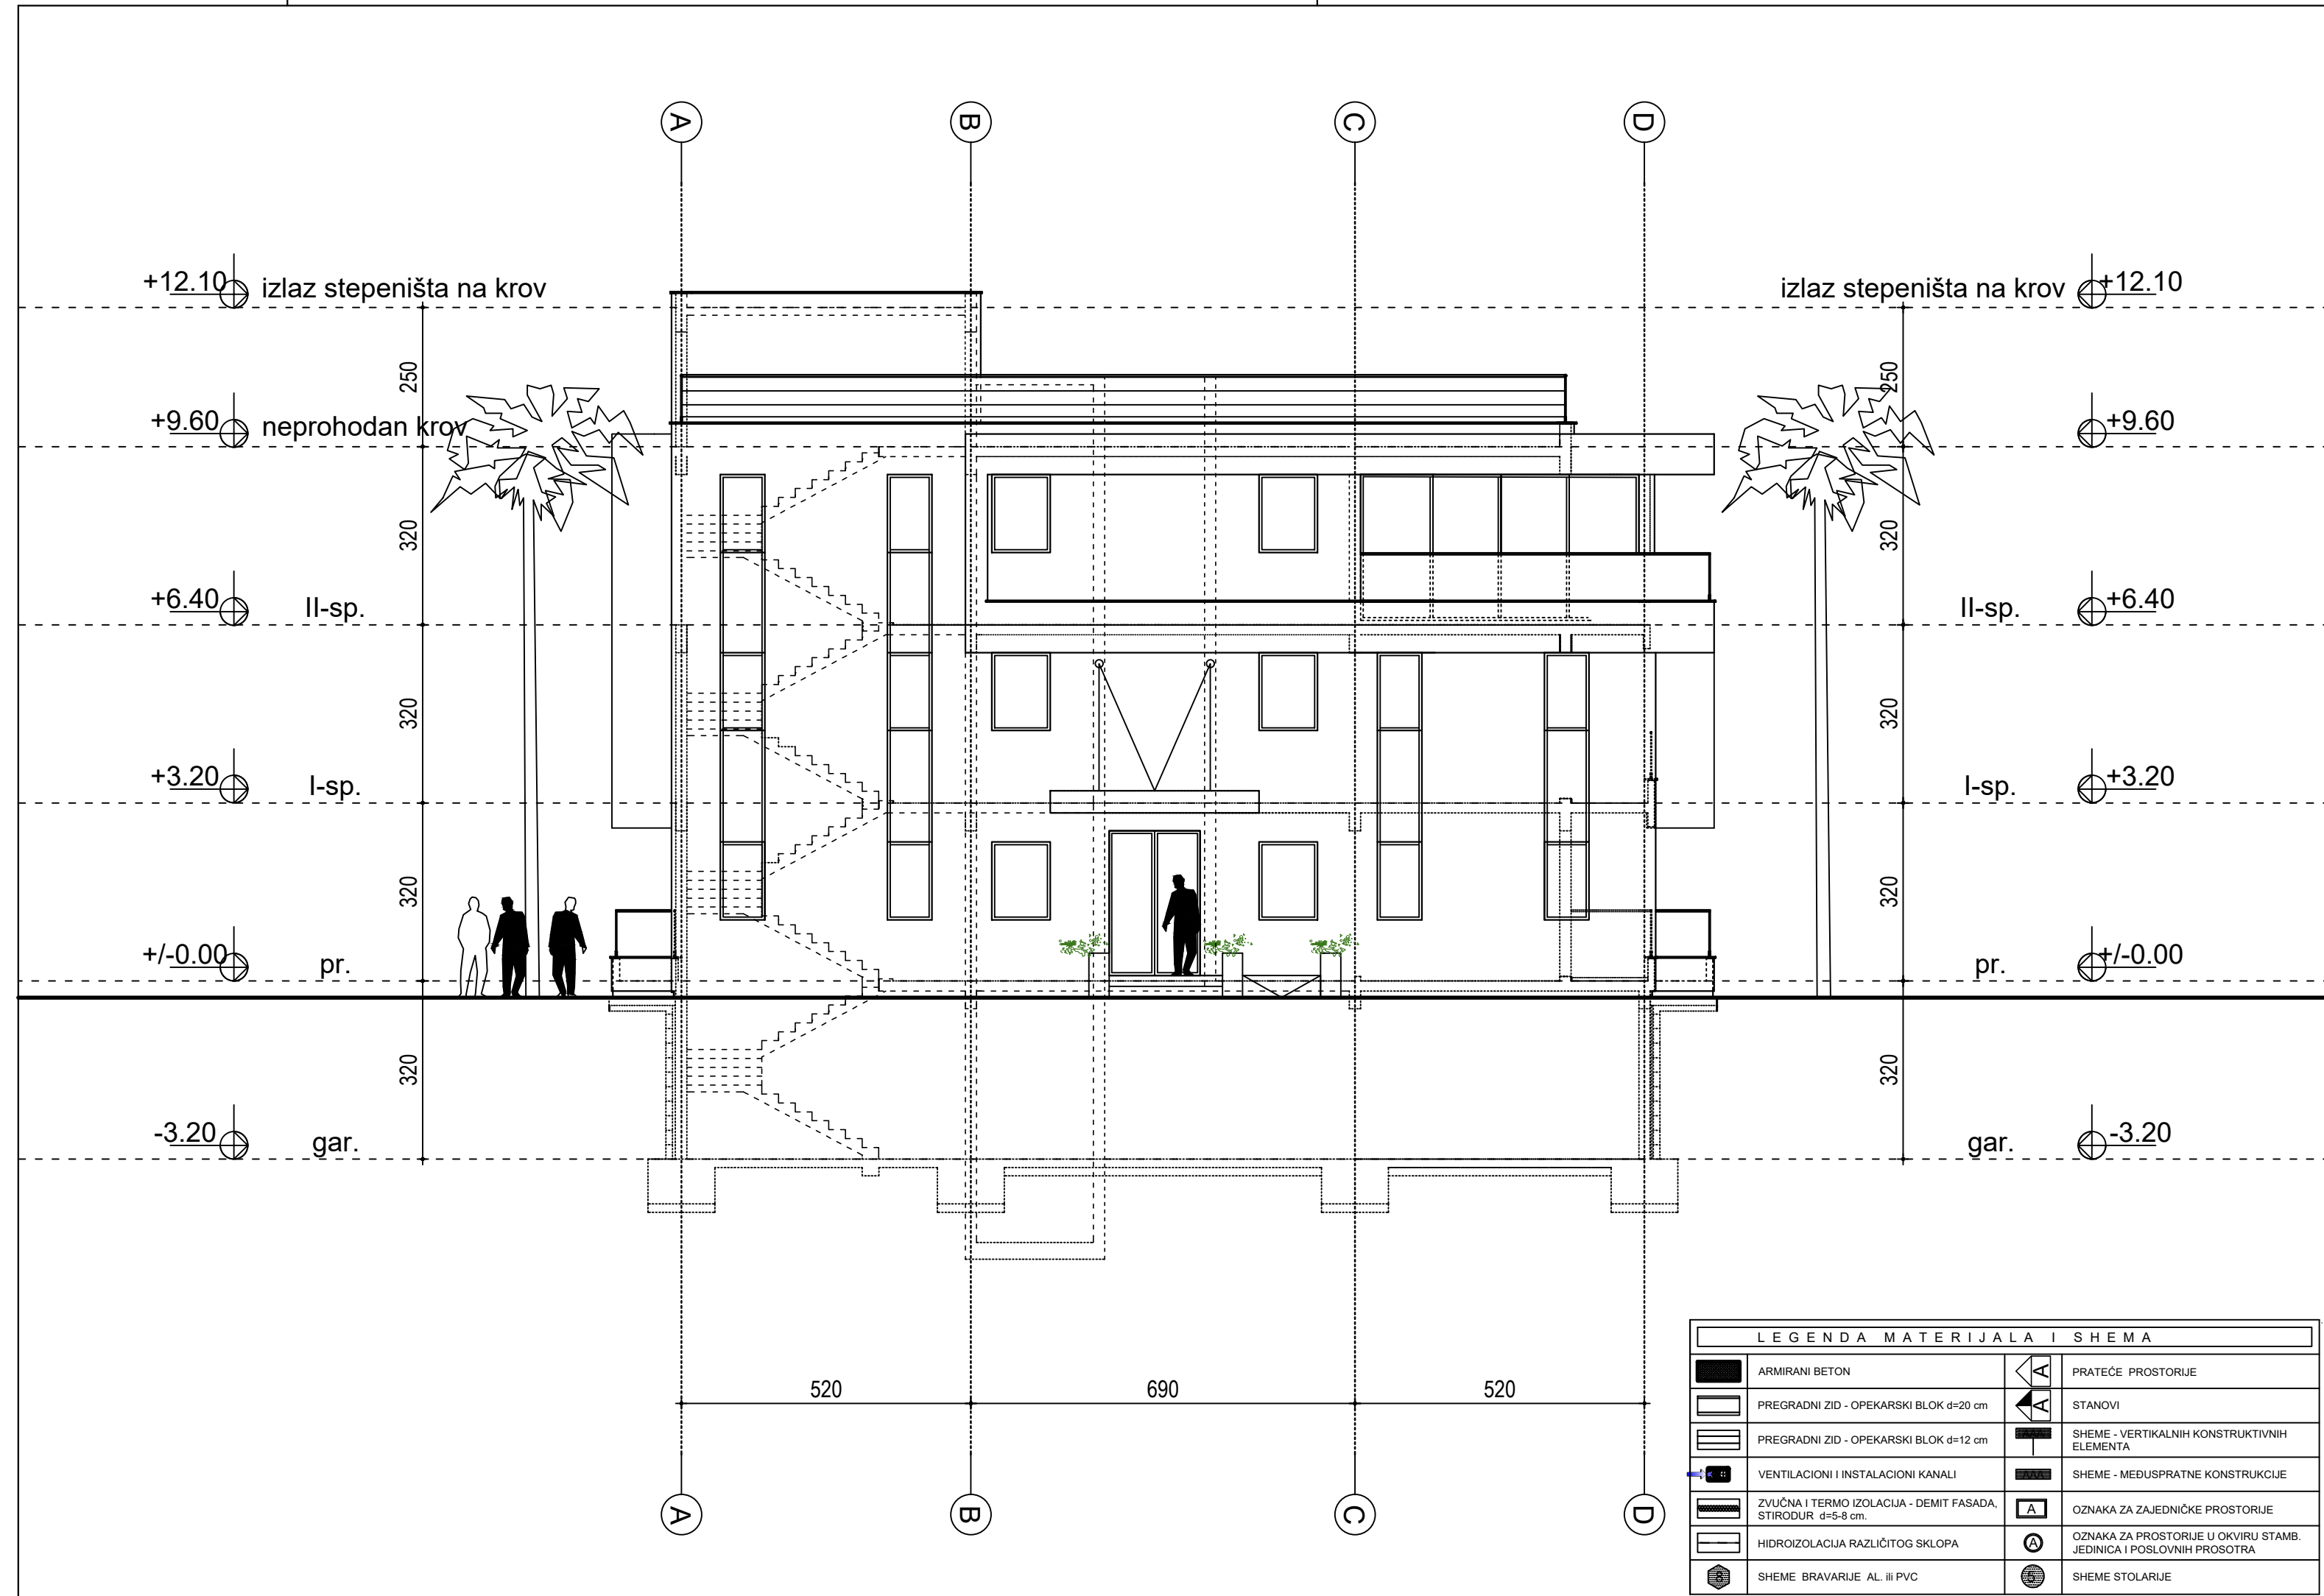 A B C D
+12.10 izlaz stepeništa na krov
izlaz stepeništa na krov +12.10
250
250
+9.60 neprohodan krov
+9.60
320
320
+6.40 II-sp.
II-sp. +6.40
320
320
+3.20 I-sp.
I-sp. +3.20
320
320
+/-0.00 pr.
pr. +/-0.00
320
320
-3.20 gar.
gar. -3.20
520 690 520
A B C D
LEGENDA MATERIJALA I SHEMA
ARMIRANI BETON
A PRATEĆE PROSTORIJE
PREGRADNI ZID - OPEKARSKI BLOK d=20 cm
A STANOVI
PREGRADNI ZID - OPEKARSKI BLOK d=12 cm
SHEME - VERTIKALNIH KONSTRUKTIVNIH
ELEMENTA
VENTILACIONI I INSTALACIONI KANALI
SHEME - MEĐUSPRATNE KONSTRUKCIJE
ZVUČNA I TERMO IZOLACIJA - DEMIT FASADA,
STIRODUR d=5-8 cm.
A OZNAKA ZA ZAJEDNIČKE PROSTORIJE
HIDROIZOLACIJA RAZLIČITOG SKLOPA
A OZNAKA ZA PROSTORIJE U OKVIRU STAMB.
JEDINICA I POSLOVNIH PROSOTRA
8 SHEME BRAVARIJE AL. ili PVC
5 SHEME STOLARIJE